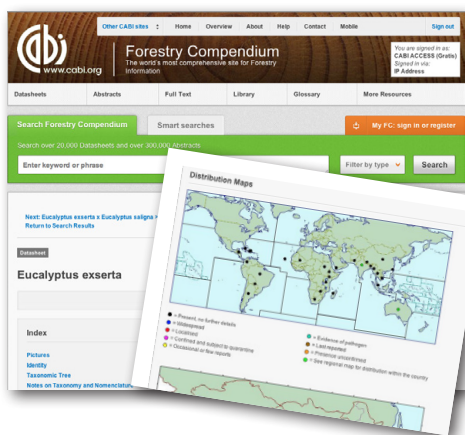 Other CABI sites Home Overview About Help Contact Mobile Sign out
cabi
www.cabi.org
Forestry Compendium
The world's most comprehensive site for Forestry
Information
You are signed in as:
CABI ACCESS (Gratis)
Signed in via:
IP Address
Datasheets Abstracts Full Text Library Glossary More Resources
Search Forestry Compendium Smart searches My FC: sign in or register
Search over 20,000 Datasheets and over 300,000 Abstracts
Enter keyword or phrase Filter by type Search
Next: Eucalyptus exserta x Eucalyptus saligna >
Return to Search Results
Datasheet
Eucalyptus exserta
Index
Pictures
Identity
Taxonomic Tree
Notes on Taxonomy and Nomenclature
Distribution Maps
= Present, no further details
= Widespread
= Localised
= Confined and subject to quarantine
= Occasional or few reports
= Evidence of pathogen
= Last reported
= Presence unconfirmed
= See regional map for distribution within the country